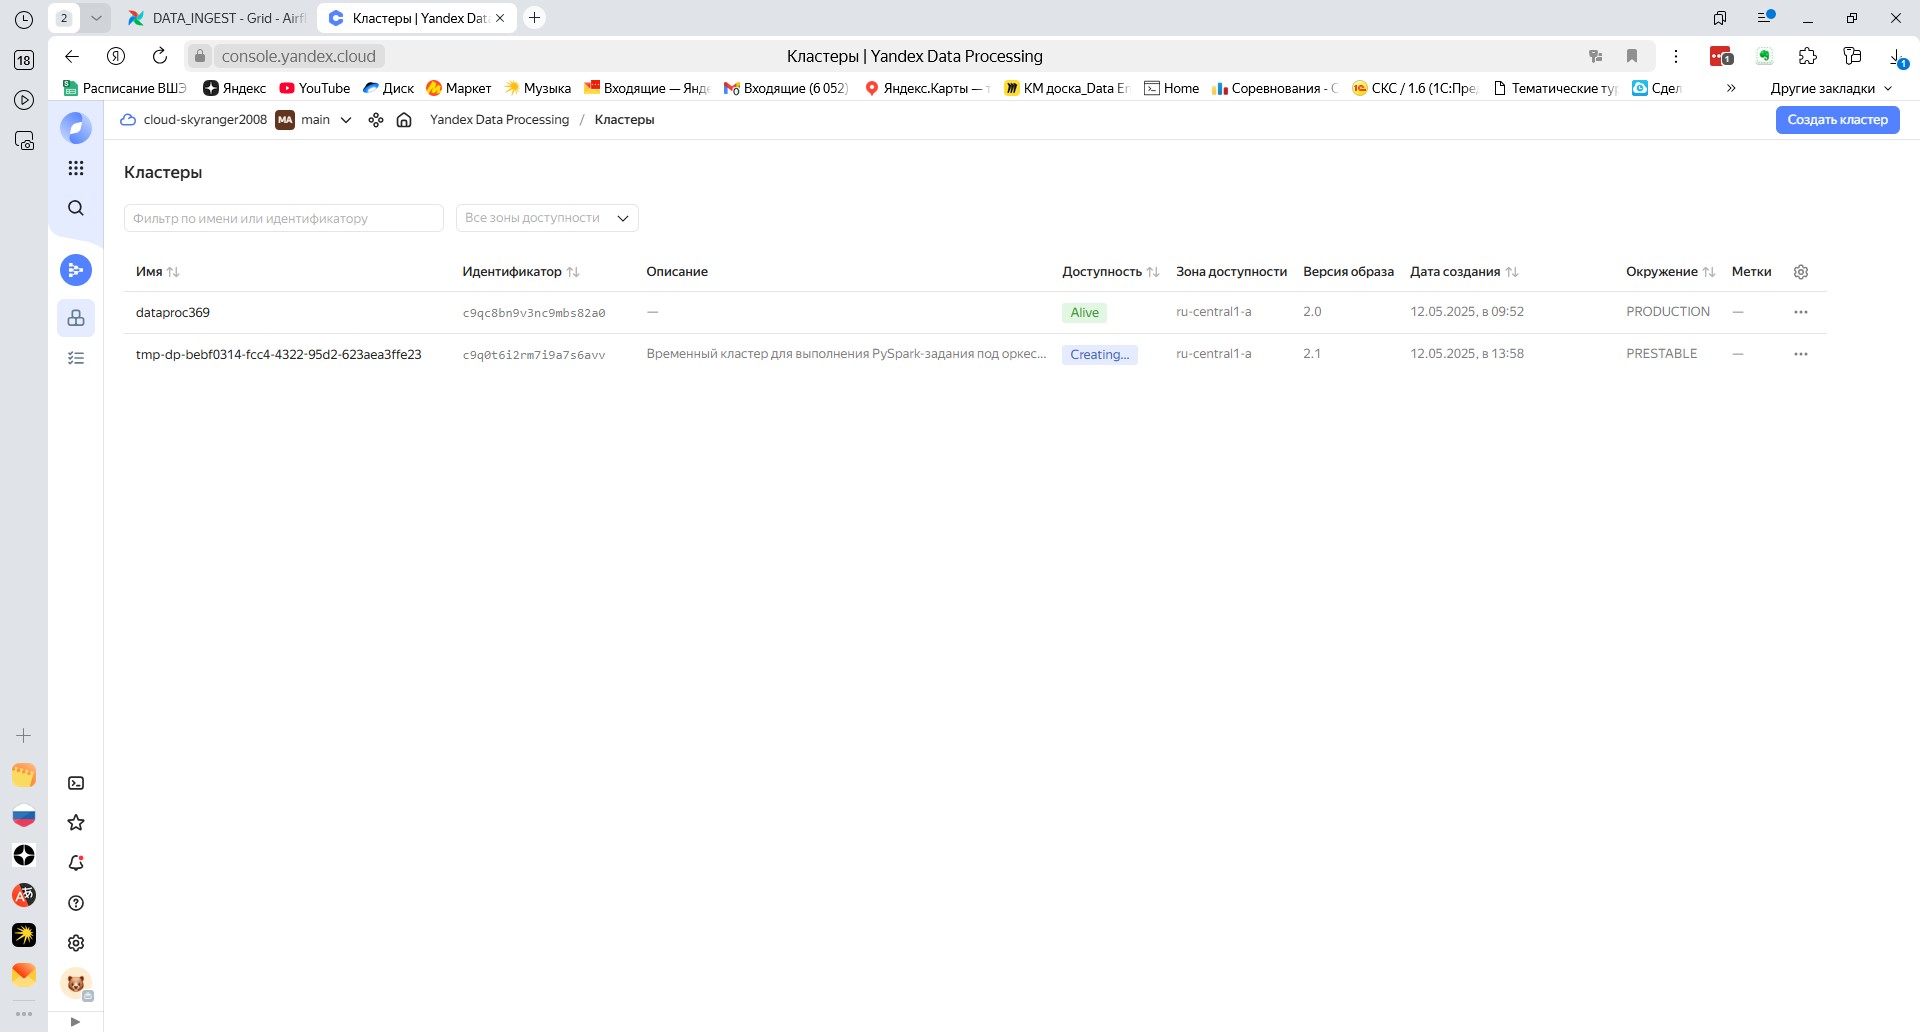 2
DATA_INGEST - Grid - Airfl
Кластеры | Yandex Dat
18
Я
console.yandex.cloud
Кластеры | Yandex Data Processing
1
1
Расписание ВШЭ
Яндекс
YouTube
Диск
Маркет
Музыка
Входящие — Янде
Входящие (6 052)
Яндекс.Карты — т
КМ доска_Data En
Home
Соревнования - С
СКС / 1.6 (1С:Пре
Тематические тур
Сдел
»
Другие закладки
cloud-skyranger2008
MA
main
Yandex Data Processing / Кластеры
Создать кластер
Кластеры
Фильтр по имени или идентификатору
Все зоны доступности
Имя Идентификатор Описание Доступность Зона доступности Версия образа Дата создания Окружение Метки
dataproc369 c9qc8bn9v3nc9mbs82a0 — Alive ru-central1-a 2.0 12.05.2025, в 09:52 PRODUCTION —
tmp-dp-bebf0314-fcc4-4322-95d2-623aea3ffe23 c9q0t6i2rm7i9a7s6avv Временный кластер для выполнения PySpark-задания под оркес... Creating... ru-central1-a 2.1 12.05.2025, в 13:58 PRESTABLE —